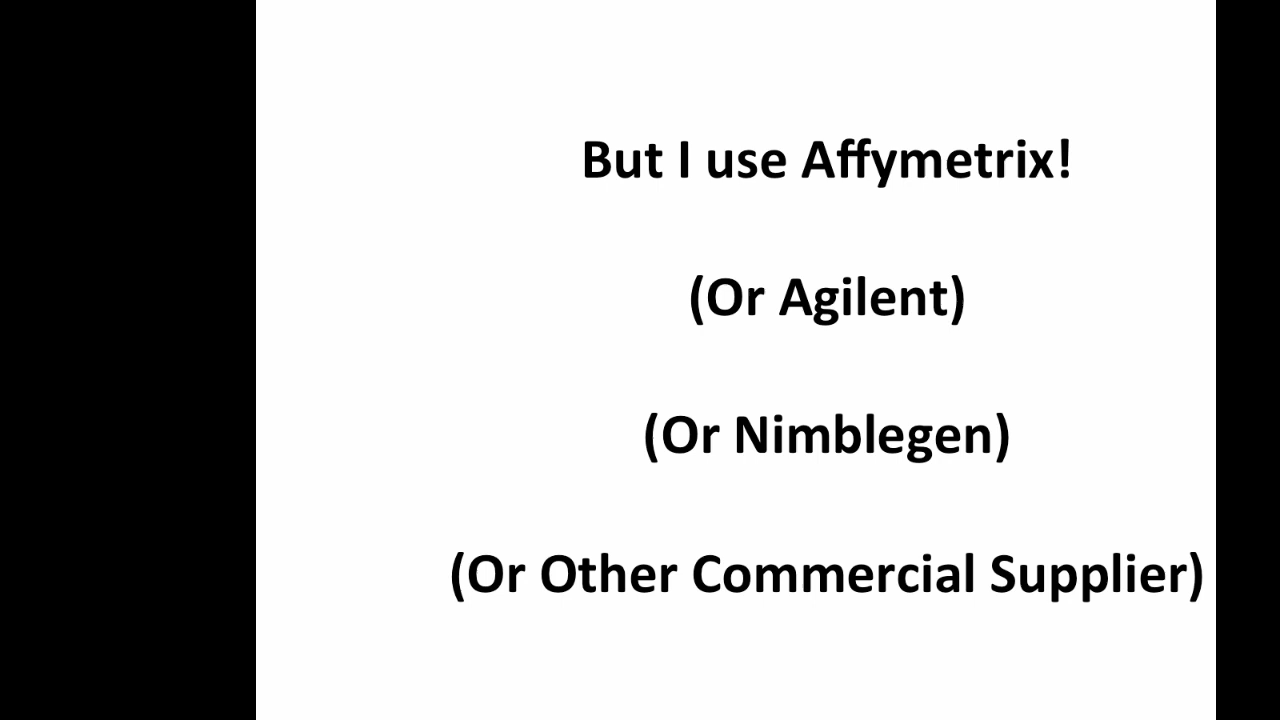 But I use Affymetrix!
(Or Agilent)
(Or Nimblegen)
(Or Other Commercial Supplier)